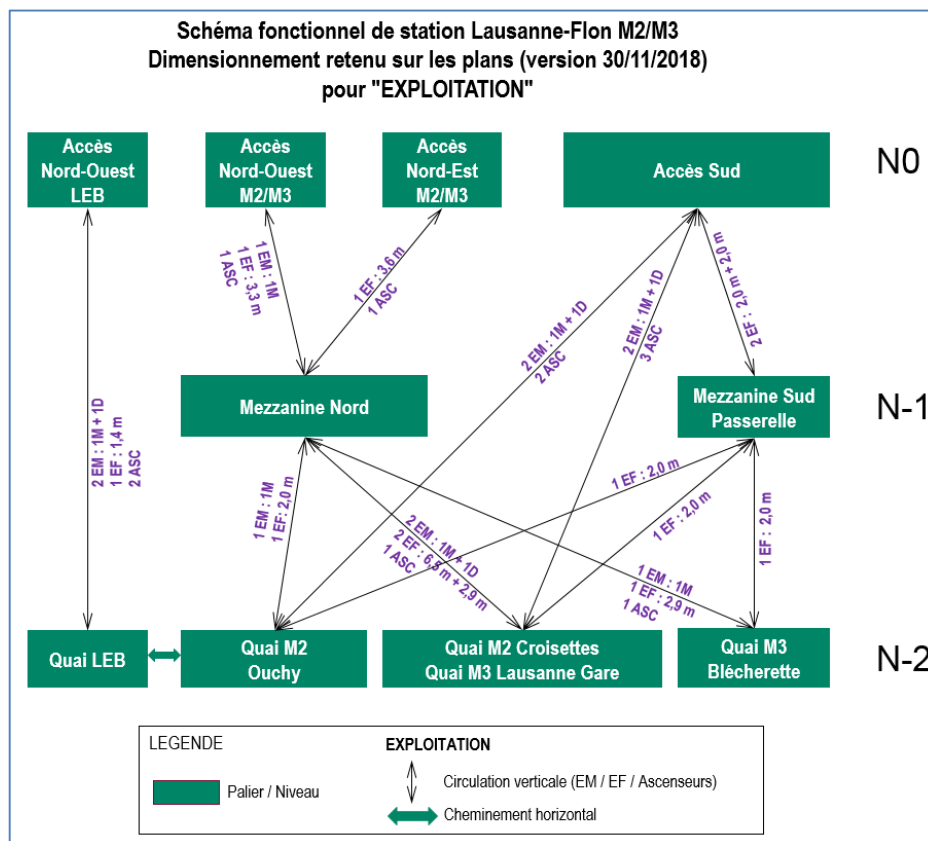 Schéma fonctionnel de station Lausanne-Flon M2/M3
Dimensionnement retenu sur les plans (version 30/11/2018)
pour "EXPLOITATION"
Accès
Nord-Ouest
LEB
Accès
Nord-Ouest
M2/M3
Accès
Nord-Est
M2/M3
Accès Sud
N0
1 EM : 1M
1 EF : 3,3 m
1 ASC
1 EF : 3,6 m
1 ASC
2 EM : 1M + 1D
2 ASC
2 EM : 1M + 1D
3 ASC
2 EF : 2,0 m + 2,0 m
Mezzanine Nord
Mezzanine Sud
Passerelle
N-1
2 EM : 1M + 1D
1 EF : 1,4 m
2 ASC
1 EM : 1M
1 EF : 2,0 m
2 EM : 1M + 1D
2 EF : 6,5 m + 2,9 m
1 ASC
1 EF : 2,0 m
1 EF : 2,0 m
1 EF : 2,0 m
1 EM : 1M
1 EF : 2,9 m
1 ASC
Quai LEB
Quai M2
Ouchy
Quai M2 Croisettes
Quai M3 Lausanne Gare
Quai M3
Blécherette
N-2
LEGENDE
EXPLOITATION
Palier / Niveau
Circulation verticale (EM / EF / Ascenseurs)
Cheminement horizontal